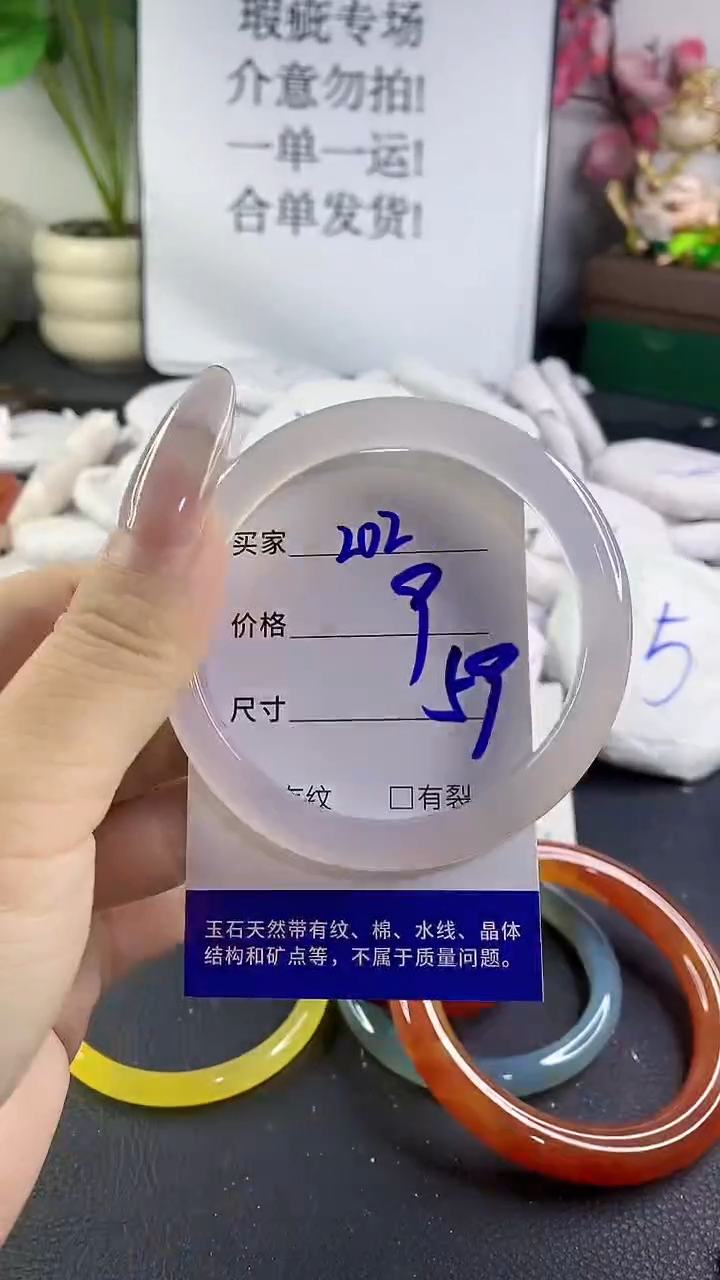 瑕疵专场
介意勿拍!
一单一运!
合单发货!
买家 202
价格 9
尺寸 59
纹 □有裂
5
玉石天然带有纹、棉、水线、晶体
结构和矿点等，不属于质量问题。